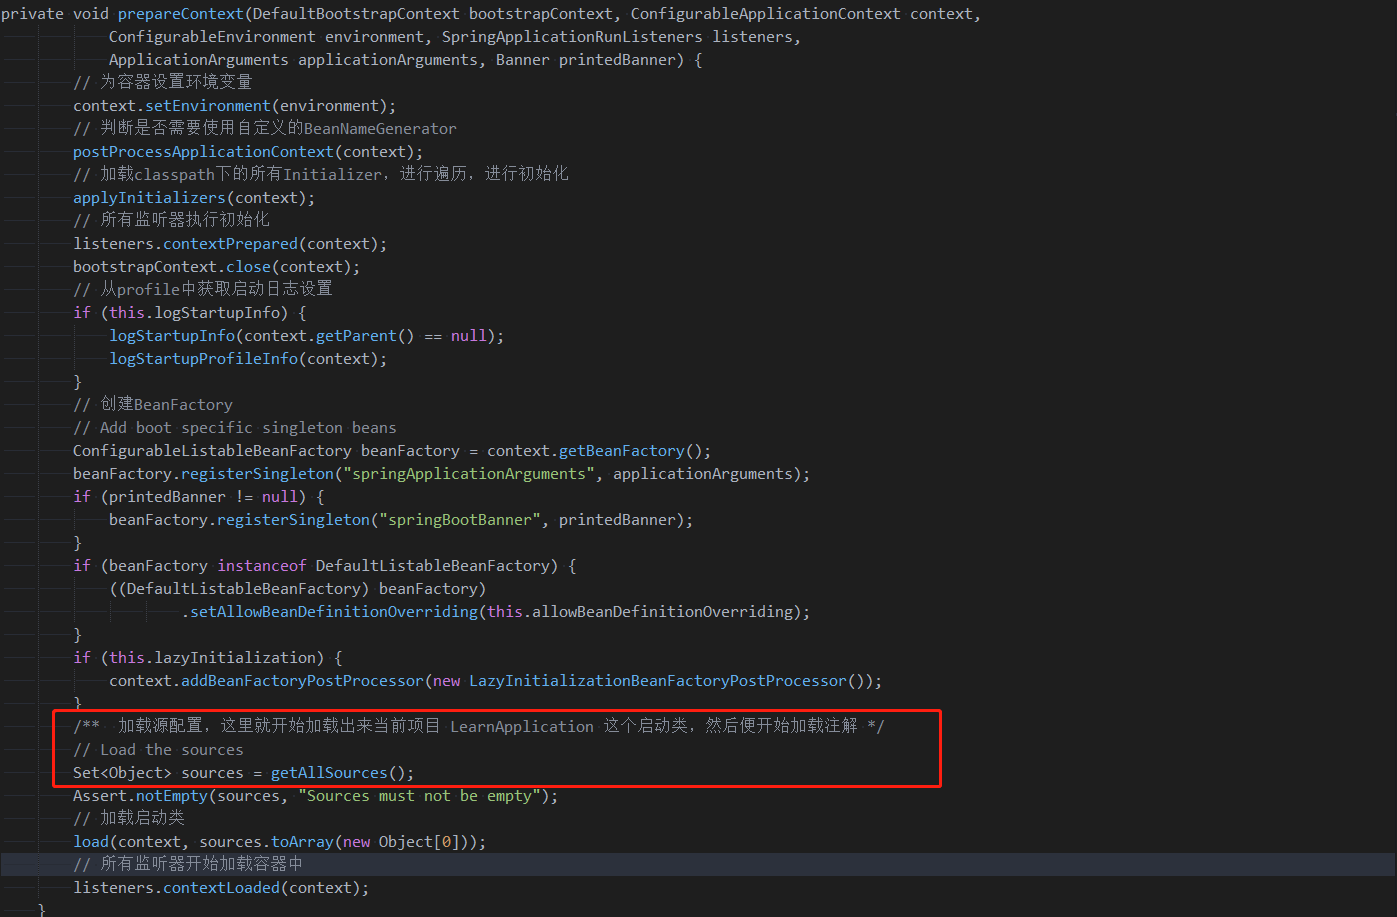 private void prepareContext(DefaultBootstrapContext bootstrapContext, ConfigurableApplicationContext context,
ConfigurableEnvironment environment, SpringApplicationRunListeners listeners,
ApplicationArguments applicationArguments, Banner printedBanner) {
// 为容器设置环境变量
context.setEnvironment(environment);
// 判断是否需要使用自定义的BeanNameGenerator
postProcessApplicationContext(context);
// 加载classpath下的所有Initializer，进行遍历，进行初始化
applyInitializers(context);
// 所有监听器执行初始化
listeners.contextPrepared(context);
bootstrapContext.close(context);
// 从profile中获取启动日志设置
if (this.logStartupInfo) {
logStartupInfo(context.getParent() == null);
logStartupProfileInfo(context);
}
// 创建BeanFactory
// Add boot specific singleton beans
ConfigurableListableBeanFactory beanFactory = context.getBeanFactory();
beanFactory.registerSingleton("springApplicationArguments", applicationArguments);
if (printedBanner != null) {
beanFactory.registerSingleton("springBootBanner", printedBanner);
}
if (beanFactory instanceof DefaultListableBeanFactory) {
((DefaultListableBeanFactory) beanFactory)
.setAllowBeanDefinitionOverriding(this.allowBeanDefinitionOverriding);
}
if (this.lazyInitialization) {
context.addBeanFactoryPostProcessor(new LazyInitializationBeanFactoryPostProcessor());
}
/** 加载源配置，这里就开始加载出来当前项目 LearnApplication 这个启动类，然后便开始加载注解 */
// Load the sources
Set<Object> sources = getAllSources();
Assert.notEmpty(sources, "Sources must not be empty");
// 加载启动类
load(context, sources.toArray(new Object[0]));
// 所有监听器开始加载容器中
listeners.contextLoaded(context);
}